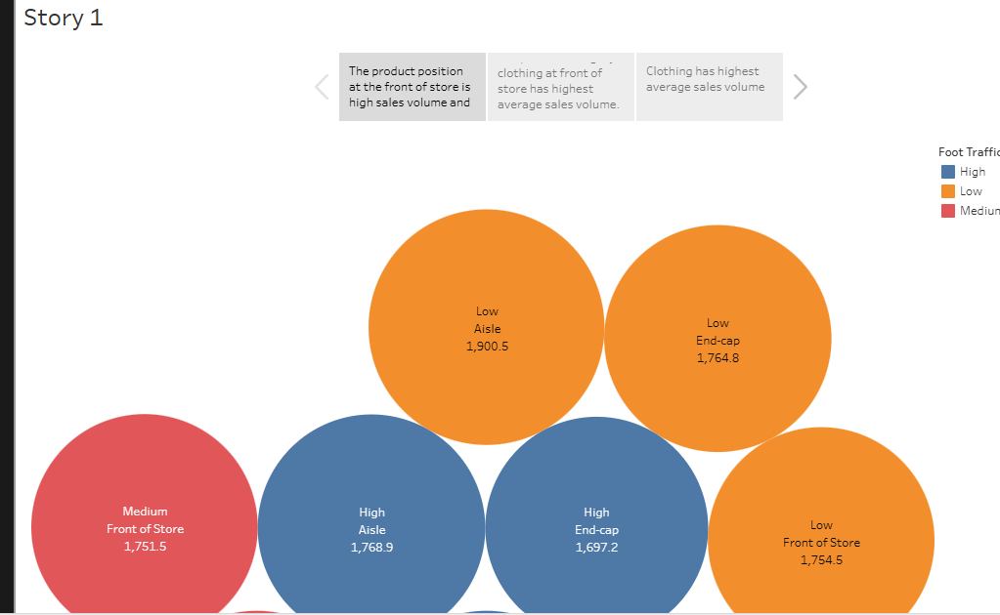 Story 1
The product position
at the front of store is
high sales volume and
clothing at front of
store has highest
average sales volume.
Clothing has highest
average sales volume
Foot Traffic
High
Low
Low
Aisle
1,900.5
Low
End-cap
1,764.8
Medium
Front of Store
1,751.5
High
Aisle
1,768.9
High
End-cap
1,697.2
Low
Front of Store
1,754.5